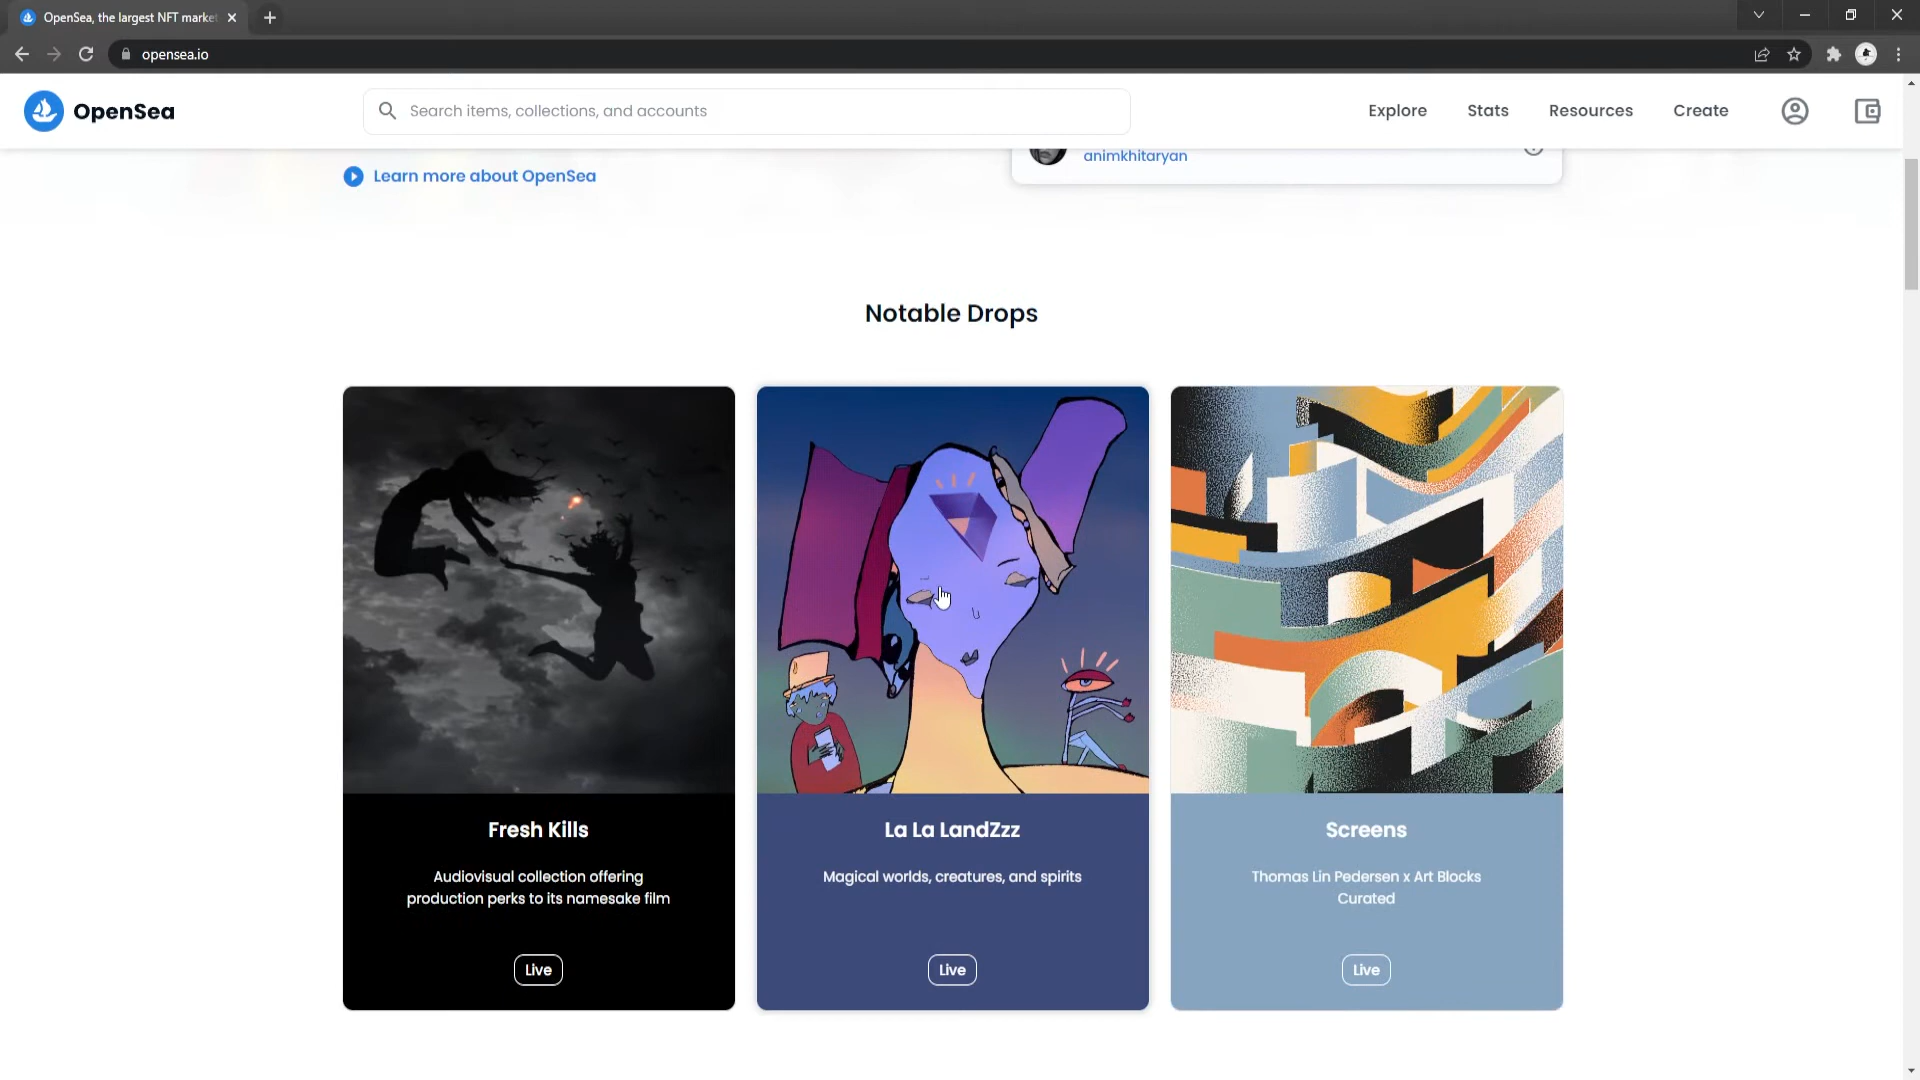 OpenSea, the largest NFT market
opensea.io
OpenSea
Search items, collections, and accounts
Explore
Stats
Resources
Create
animkhitaryan
Learn more about OpenSea
Notable Drops
Fresh Kills
Audiovisual collection offering
production perks to its namesake film
Live
La La LandZzz
Magical worlds, creatures, and spirits
Live
Screens
Thomas Lin Pedersen x Art Blocks
Curated
Live